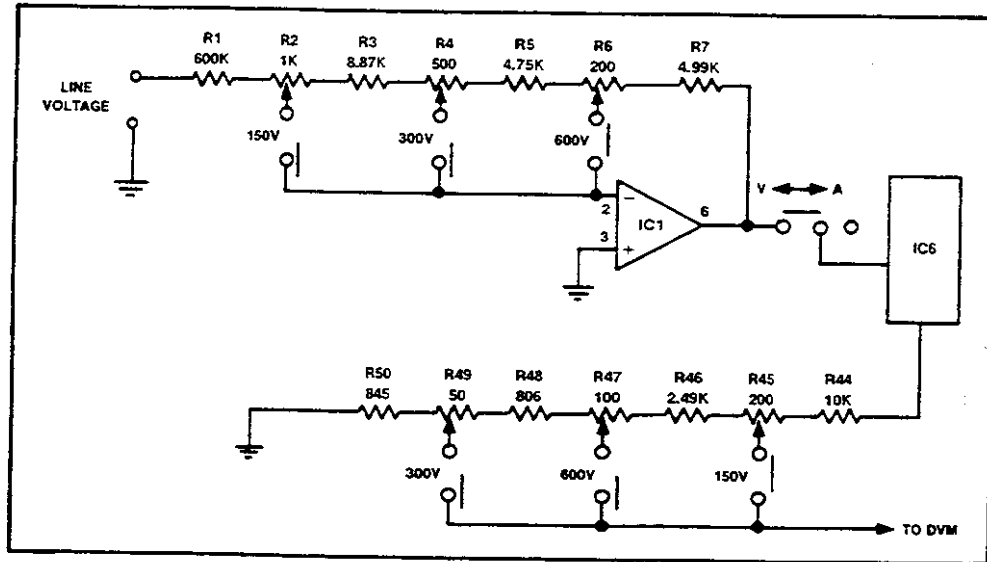 R1 R2 R3 R4 R5 R6 R7
600K 1K 8.87K 500 4.75K 200 4.99K
LINE
VOLTAGE
150V 300V 600V
V A
2 − IC1 6
3 +
IC6
R50 R49 R48 R47 R46 R45 R44
845 50 806 100 2.49K 200 10K
300V 600V 150V
TO DVM